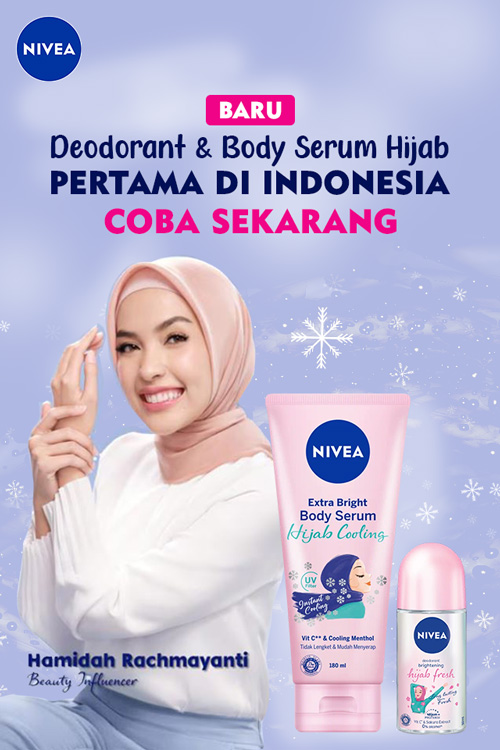 NIVEA
BARU
Deodorant & Body Serum Hijab
PERTAMA DI INDONESIA
COBA SEKARANG
NIVEA
Extra Bright
Body Serum
Hijab Cooling
UV
Filter
Instant
Cooling
Vit C** & Cooling Menthol
Tidak Lengket & Mudah Menyerap
180 ml
NIVEA
deodorant
brightening
hijab fresh
Hamidah Rachmayanti
Beauty Influencer